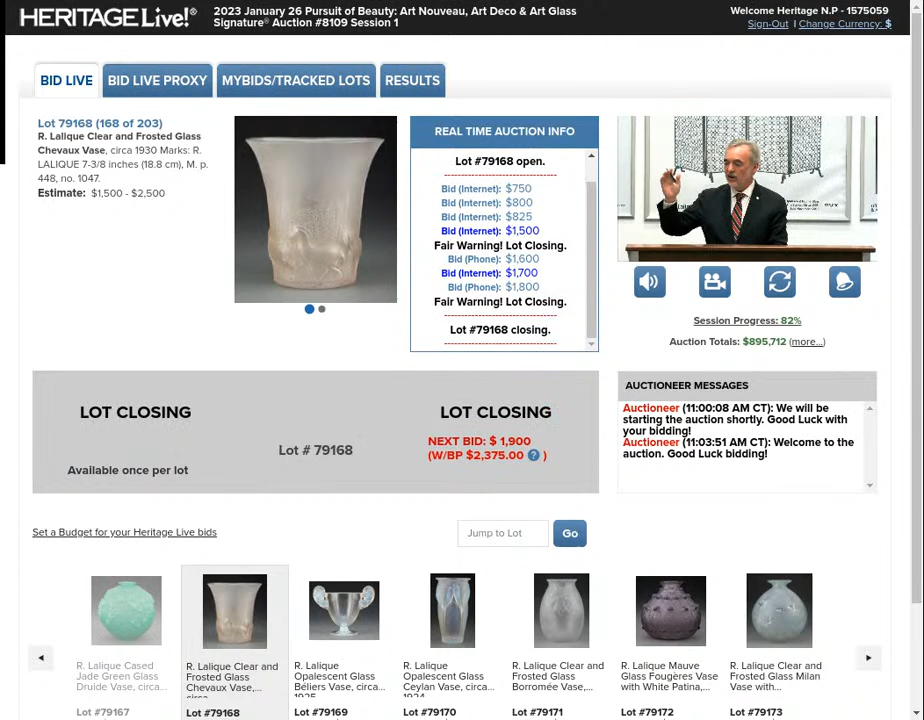 HERITAGE Live!®
2023 January 26 Pursuit of Beauty: Art Nouveau, Art Deco & Art Glass
Signature® Auction #8109 Session 1
Welcome Heritage N.P - 1575059
Sign-Out | Change Currency: $
BID LIVE
BID LIVE PROXY
MYBIDS/TRACKED LOTS
RESULTS
Lot 79168 (168 of 203)
R. Lalique Clear and Frosted Glass
Chevaux Vase, circa 1930 Marks: R.
LALIQUE 7-3/8 inches (18.8 cm), M. p.
448, no. 1047.
Estimate: $1,500 - $2,500
REAL TIME AUCTION INFO
Lot #79168 open.
--------------------------------
Bid (Internet): $750
Bid (Internet): $800
Bid (Internet): $825
Bid (Internet): $1,500
Fair Warning! Lot Closing.
Bid (Phone): $1,600
Bid (Internet): $1,700
Bid (Phone): $1,800
Fair Warning! Lot Closing.
--------------------------------
Lot #79168 closing.
--------------------------------
Session Progress: 82%
Auction Totals: $895,712 (more...)
LOT CLOSING
Available once per lot
Lot # 79168
LOT CLOSING
NEXT BID: $ 1,900
(W/BP $2,375.00 ? )
AUCTIONEER MESSAGES
Auctioneer (11:00:08 AM CT): We will be
starting the auction shortly. Good Luck with
your bidding!
Auctioneer (11:03:51 AM CT): Welcome to the
auction. Good Luck bidding!
Set a Budget for your Heritage Live bids
Jump to Lot
Go
R. Lalique Cased
Jade Green Glass
Druide Vase, circa...
Lot #79167
R. Lalique Clear and
Frosted Glass
Chevaux Vase,...
circa
Lot #79168
R. Lalique
Opalescent Glass
Béliers Vase, circa...
1925
Lot #79169
R. Lalique
Opalescent Glass
Ceylan Vase, circa...
1924
Lot #79170
R. Lalique Clear and
Frosted Glass
Borromée Vase,...
Lot #79171
R. Lalique Mauve
Glass Fougères Vase
with White Patina,...
Lot #79172
R. Lalique Clear and
Frosted Glass Milan
Vase with...
Lot #79173